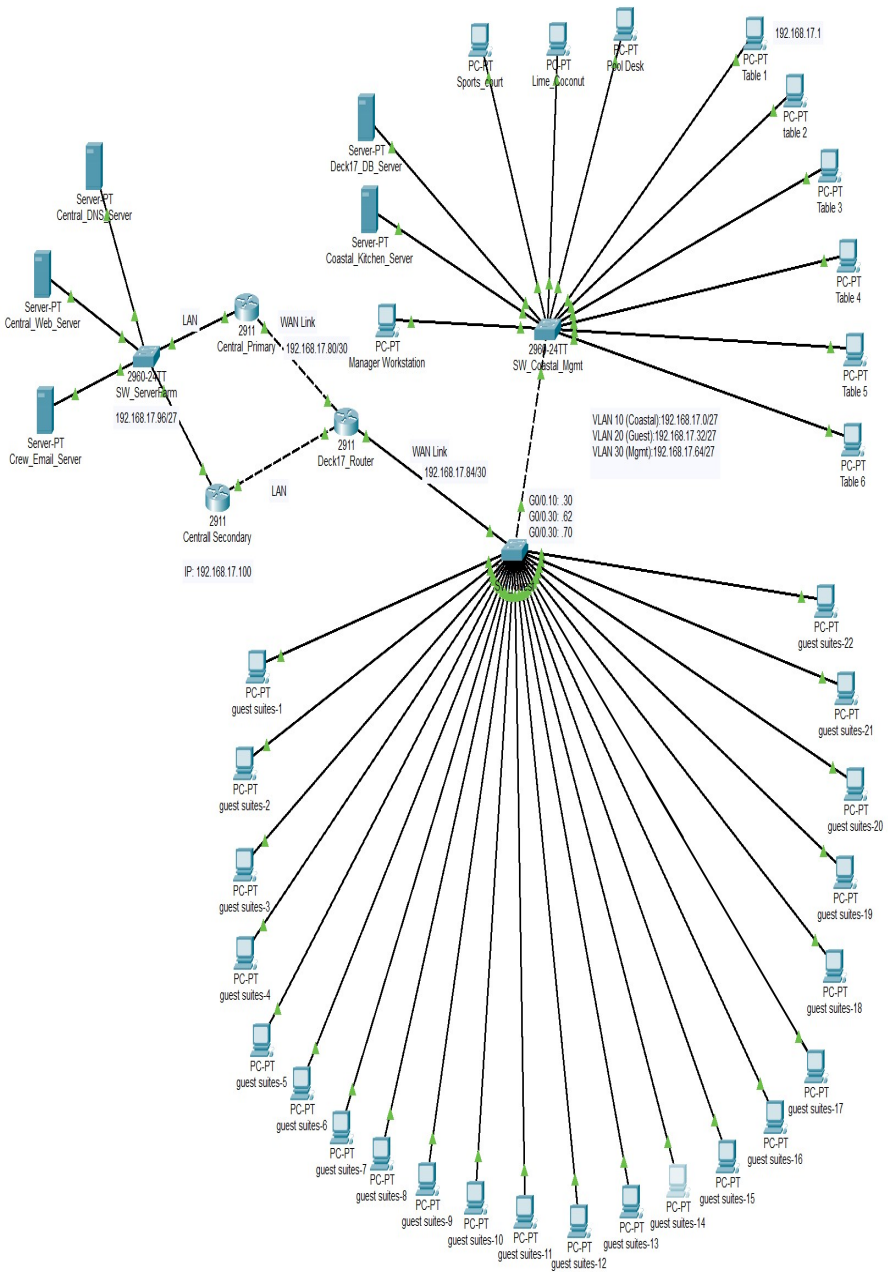 PC-PT
Sports_court
PC-PT
Lime_Coconut
PC-PT
Pool Desk
192.168.17.1
PC-PT
Table 1
PC-PT
table 2
Server-PT
Deck17_DB_Server
PC-PT
Table 3
Server-PT
Central_DNS_Server
Server-PT
Coastal_Kitchen_Server
PC-PT
Table 4
Server-PT
Central_Web_Server
LAN
2911
Central_Primary
WAN Link
192.168.17.80/30
PC-PT
Manager Workstation
2960-24TT
SW_Coastal_Mgmt
PC-PT
Table 5
2960-24TT
SW_ServerFarm
192.168.17.96/27
Server-PT
Crew_Email_Server
2911
Deck17_Router
WAN Link
192.168.17.84/30
VLAN 10 (Coastal):192.168.17.0/27
VLAN 20 (Guest):192.168.17.32/27
VLAN 30 (Mgmt):192.168.17.64/27
PC-PT
Table 6
LAN
2911
Centrall Secondary
IP: 192.168.17.100
G0/0.10: .30
G0/0.30: .62
G0/0.30: .70
PC-PT
guest suites-22
PC-PT
guest suites-1
PC-PT
guest suites-21
PC-PT
guest suites-2
PC-PT
guest suites-20
PC-PT
guest suites-3
PC-PT
guest suites-19
PC-PT
guest suites-4
PC-PT
guest suites-18
PC-PT
guest suites-5
PC-PT
guest suites-17
PC-PT
guest suites-6
PC-PT
guest suites-16
PC-PT
guest suites-7
PC-PT
guest suites-15
PC-PT
guest suites-8
PC-PT
guest suites-14
PC-PT
guest suites-9
PC-PT
guest suites-13
PC-PT
guest suites-10
PC-PT
guest suites-11
PC-PT
guest suites-12